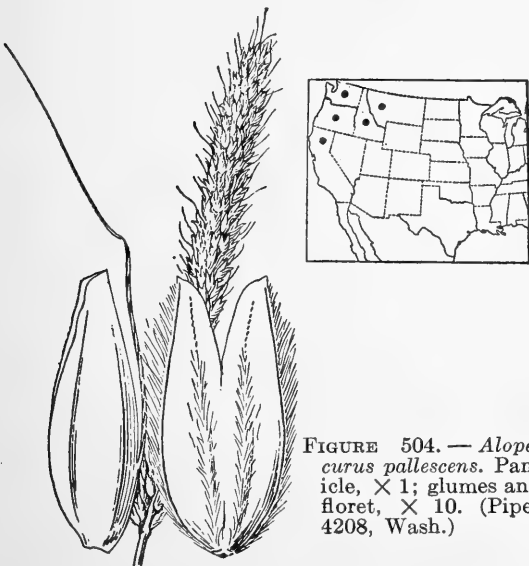 FIGURE 504. — Alope
curus pallescens. Pan
icle, × 1; glumes an
floret, × 10. (Pipe
4208, Wash.)